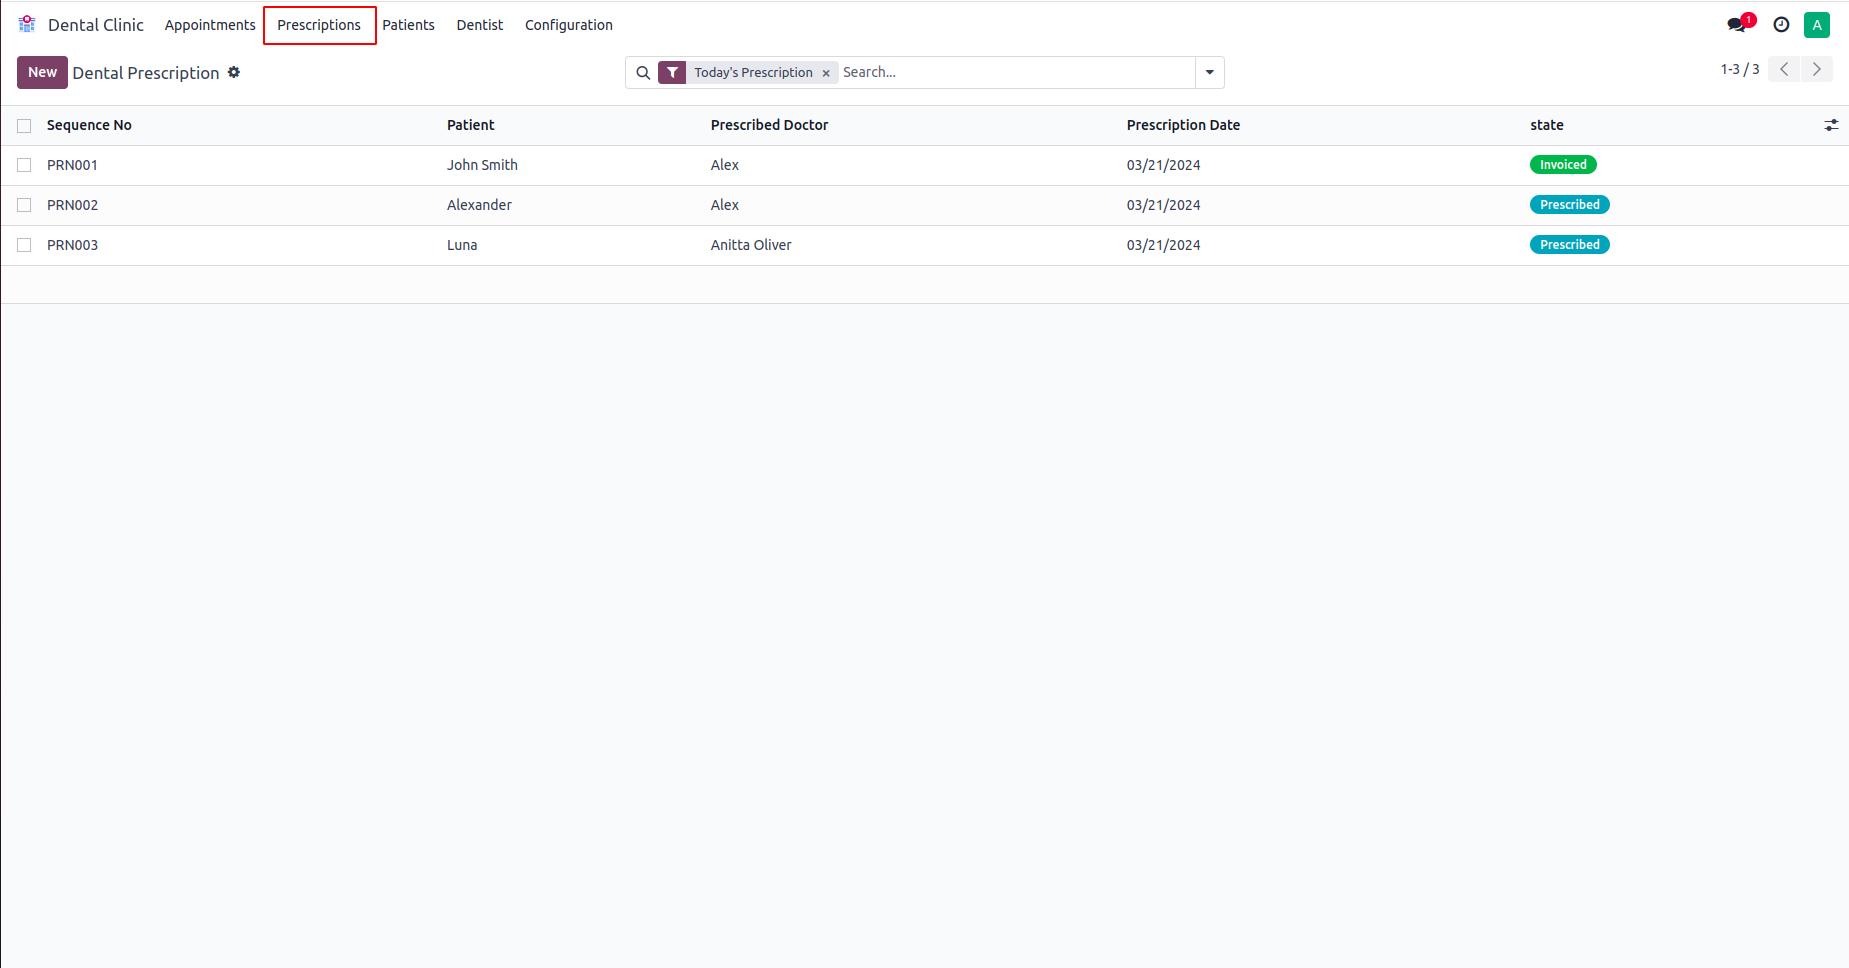 Dental Clinic Appointments Prescriptions Patients Dentist Configuration 1 A
New Dental Prescription Today's Prescription × Search... 1-3 / 3
Sequence No Patient Prescribed Doctor Prescription Date state
PRN001 John Smith Alex 03/21/2024 Invoiced
PRN002 Alexander Alex 03/21/2024 Prescribed
PRN003 Luna Anitta Oliver 03/21/2024 Prescribed